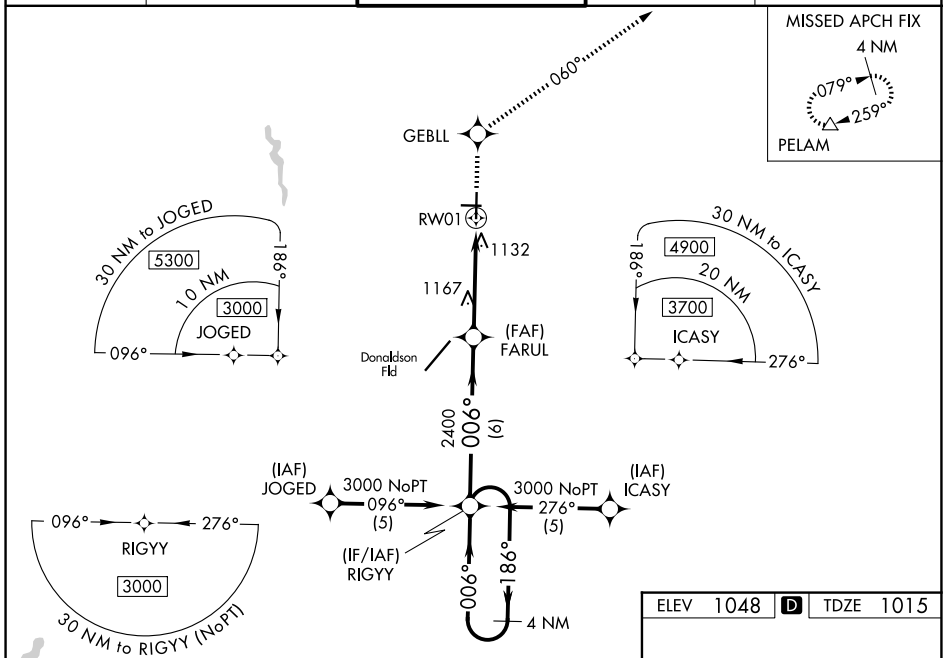 MISSED APCH FIX
4 NM
079°
259°
PELAM
060°
GEBLL
RW01
1132
1167
(FAF)
FARUL
Donaldson
Fld
30 NM to JOGED
5300
10 NM
3000
JOGED
096°
186°
30 NM to ICASY
4900
20 NM
3700
ICASY
186°
276°
2400
006°
(6)
(IAF)
JOGED
3000 NoPT
096°
(5)
3000 NoPT
276°
(5)
(IAF)
ICASY
(IF/IAF)
RIGYY
006°
186°
4 NM
096°
276°
RIGYY
3000
30 NM to RIGYY (NoPT)
ELEV 1048 D TDZE 1015